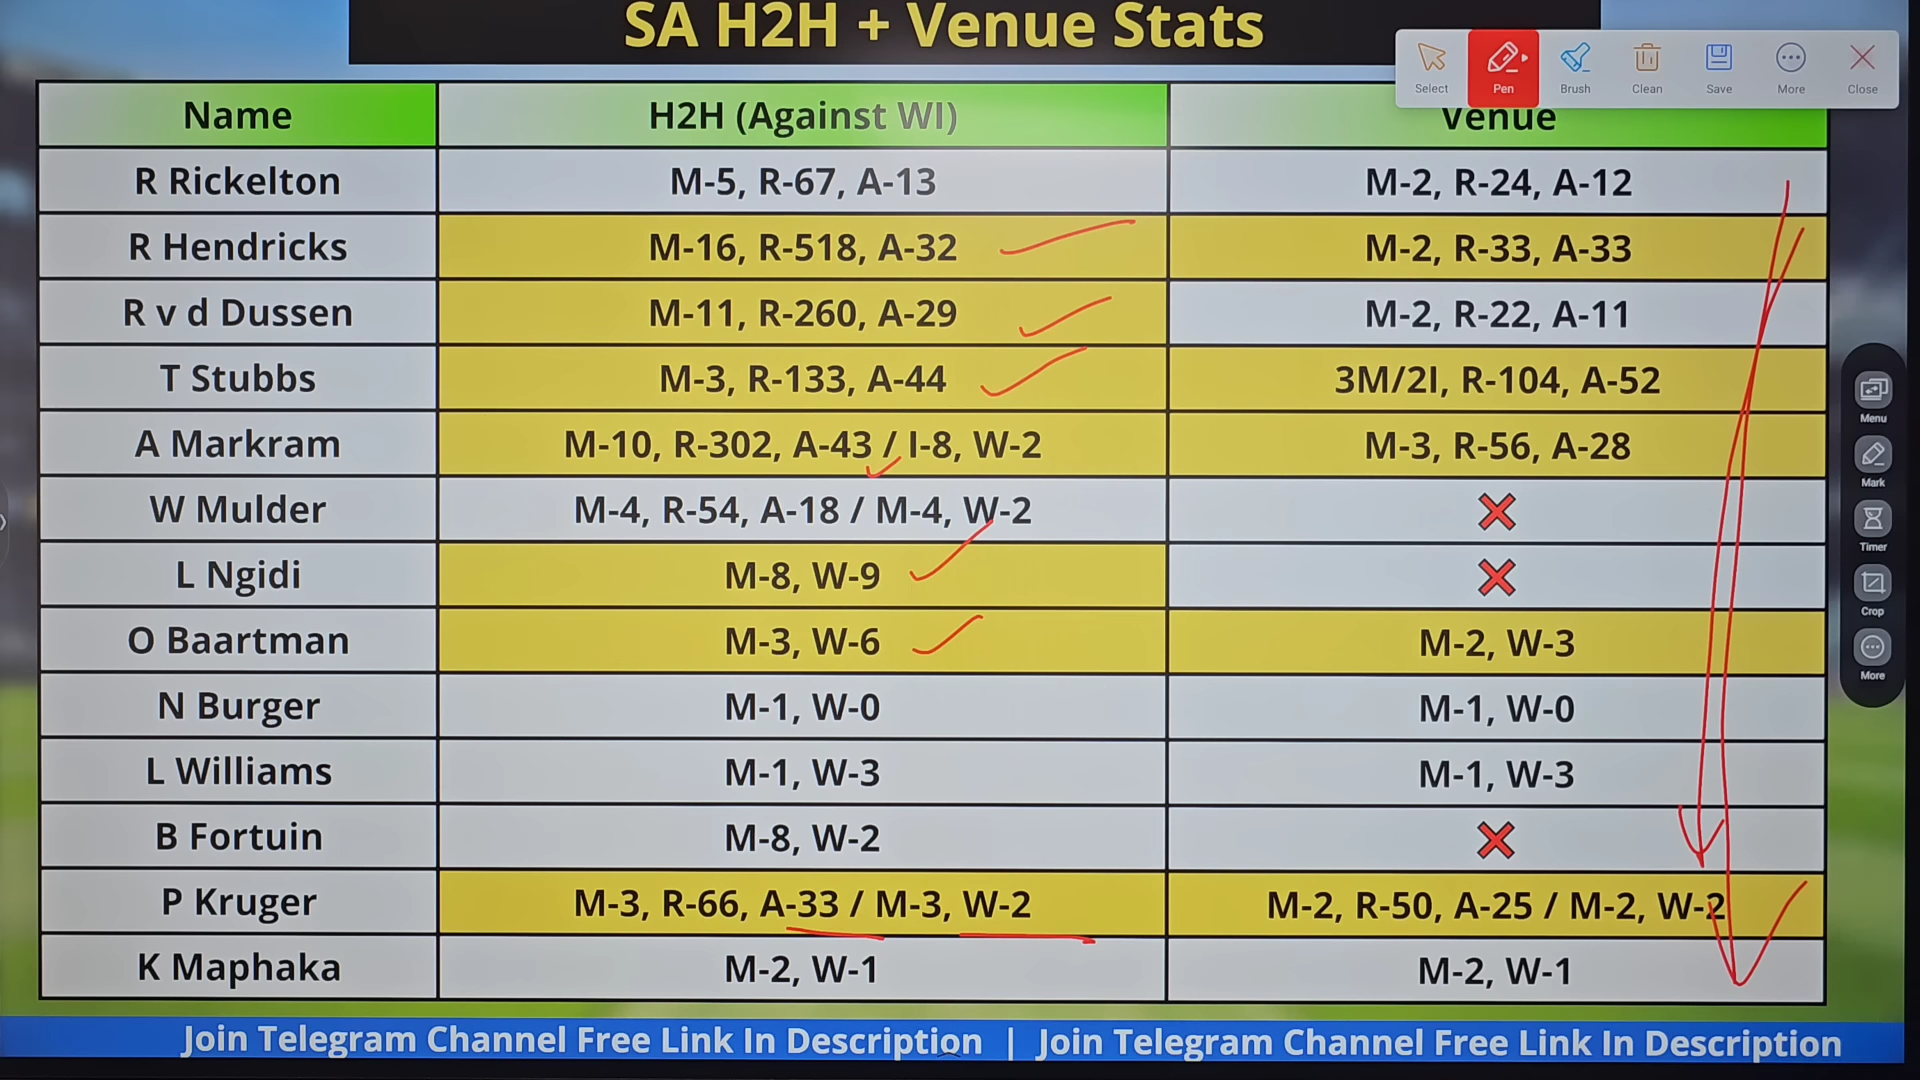 SA H2H + Venue Stats
Select Pen Brush Clean Save More Close
Name H2H (Against WI) Venue
R Rickelton M-5, R-67, A-13 M-2, R-24, A-12
R Hendricks M-16, R-518, A-32 M-2, R-33, A-33
R v d Dussen M-11, R-260, A-29 M-2, R-22, A-11
T Stubbs M-3, R-133, A-44 3M/2I, R-104, A-52
A Markram M-10, R-302, A-43 / I-8, W-2 M-3, R-56, A-28
W Mulder M-4, R-54, A-18 / M-4, W-2 ❌
L Ngidi M-8, W-9 ❌
O Baartman M-3, W-6 M-2, W-3
N Burger M-1, W-0 M-1, W-0
L Williams M-1, W-3 M-1, W-3
B Fortuin M-8, W-2 ❌
P Kruger M-3, R-66, A-33 / M-3, W-2 M-2, R-50, A-25 / M-2, W-2
K Maphaka M-2, W-1 M-2, W-1
Menu
Mark
Timer
Crop
More
Join Telegram Channel Free Link In Description | Join Telegram Channel Free Link In Description